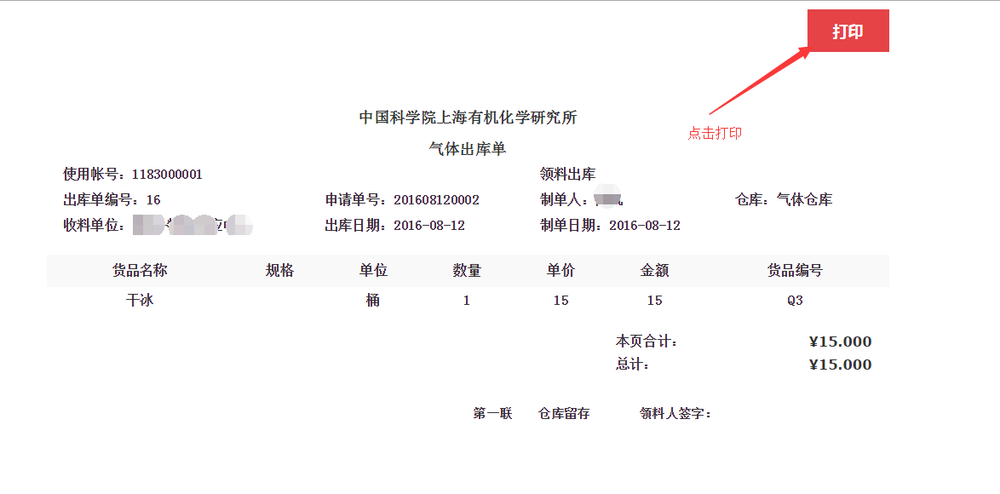 打印
点击打印
中国科学院上海有机化学研究所
气体出库单
使用帐号：1183000001 领料出库
出库单编号：16 申请单号：201608120002 制单人： 仓库：气体仓库
收料单位： 出库日期：2016-08-12 制单日期：2016-08-12
货品名称 规格 单位 数量 单价 金额 货品编号
干冰 桶 1 15 15 Q3
本页合计： ¥15.000
总计： ¥15.000
第一联 仓库留存 领料人签字：